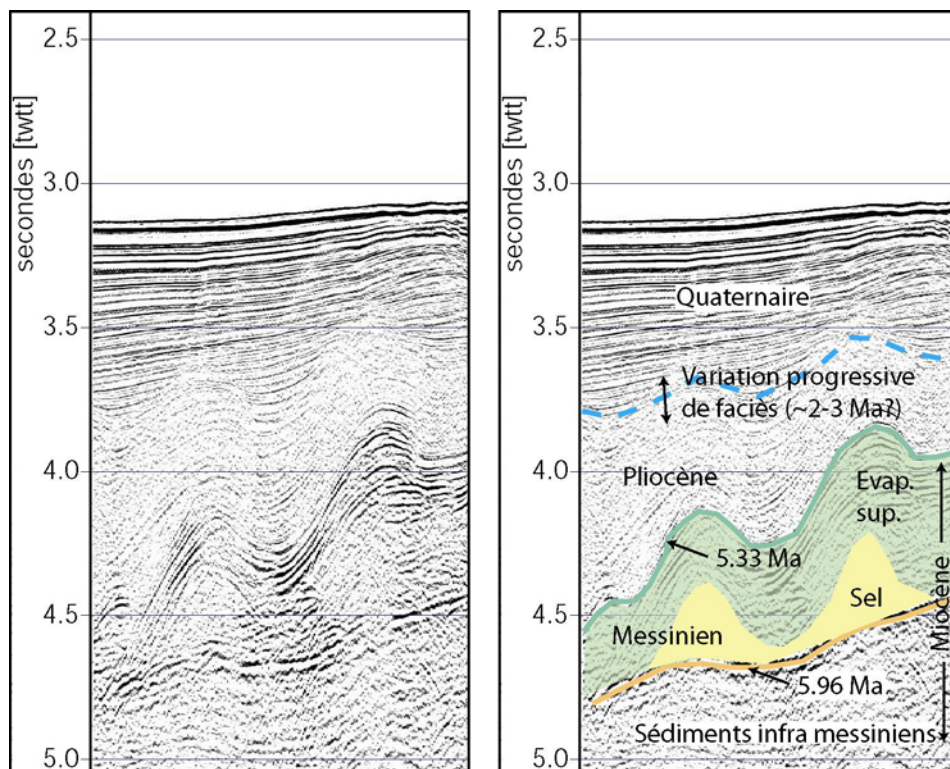 secondes [twtt]
2.5
3.0
3.5
4.0
4.5
5.0
secondes [twtt]
2.5
3.0
3.5
4.0
4.5
5.0
Quaternaire
Variation progressive
de faciès (~2-3 Ma?)
Pliocène
Evap.
sup.
5.33 Ma
Sel
Messinien
Miocène
5.96 Ma
Sédiments infra messiniens